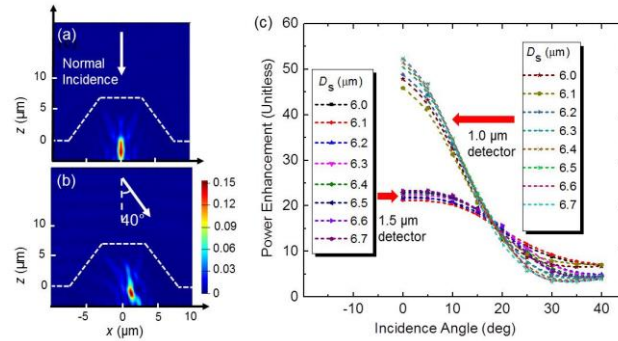 (a)
Normal
Incidence
z (μm)
10
0
(b)
40°
z (μm)
10
0
-10
0
10
x (μm)
0.15
0.12
0.09
0.06
0.03
0
(c)
Power Enhancement (Unitless)
60
50
40
30
20
10
0
-10
0
10
20
30
40
Incidence Angle (deg)
Ds (μm)
6.0
6.1
6.2
6.3
6.4
6.5
6.6
6.7
1.5 μm
detector
1.0 μm
detector
Ds (μm)
6.0
6.1
6.2
6.3
6.4
6.5
6.6
6.7